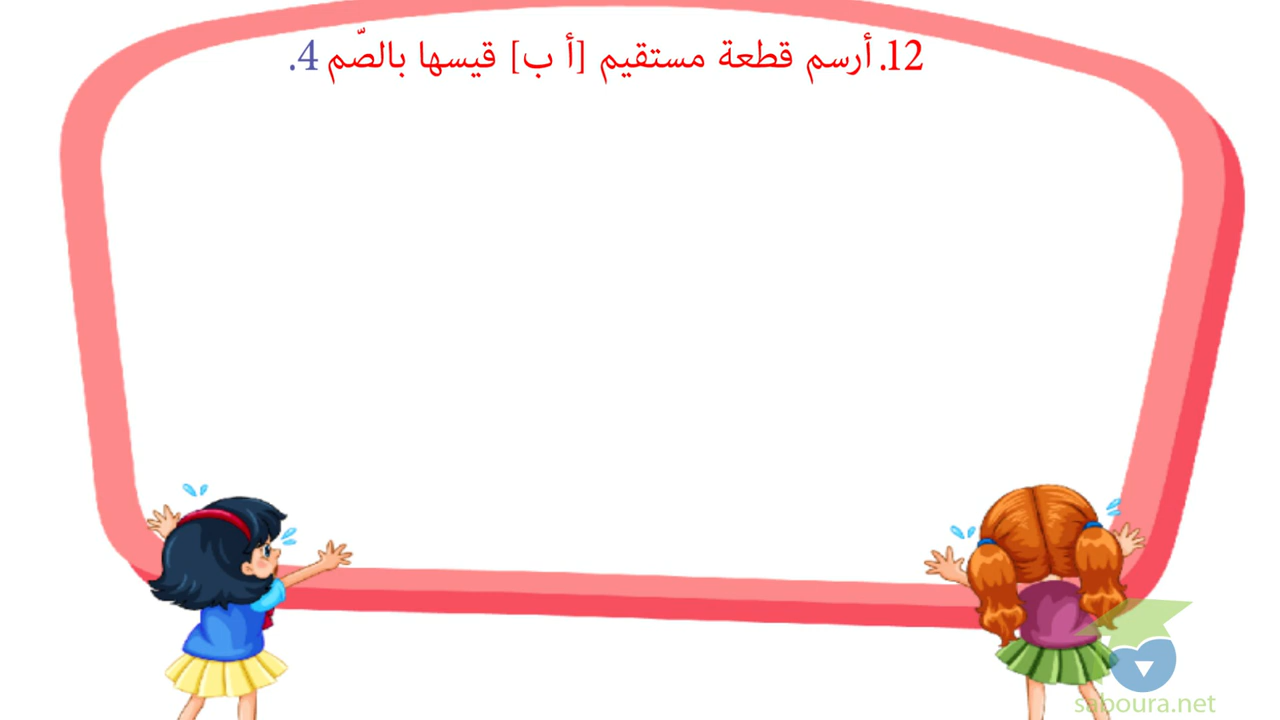 12. أرسم قطعة مستقيم [أ ب] قيسها بالصّم 4.
saboura.net